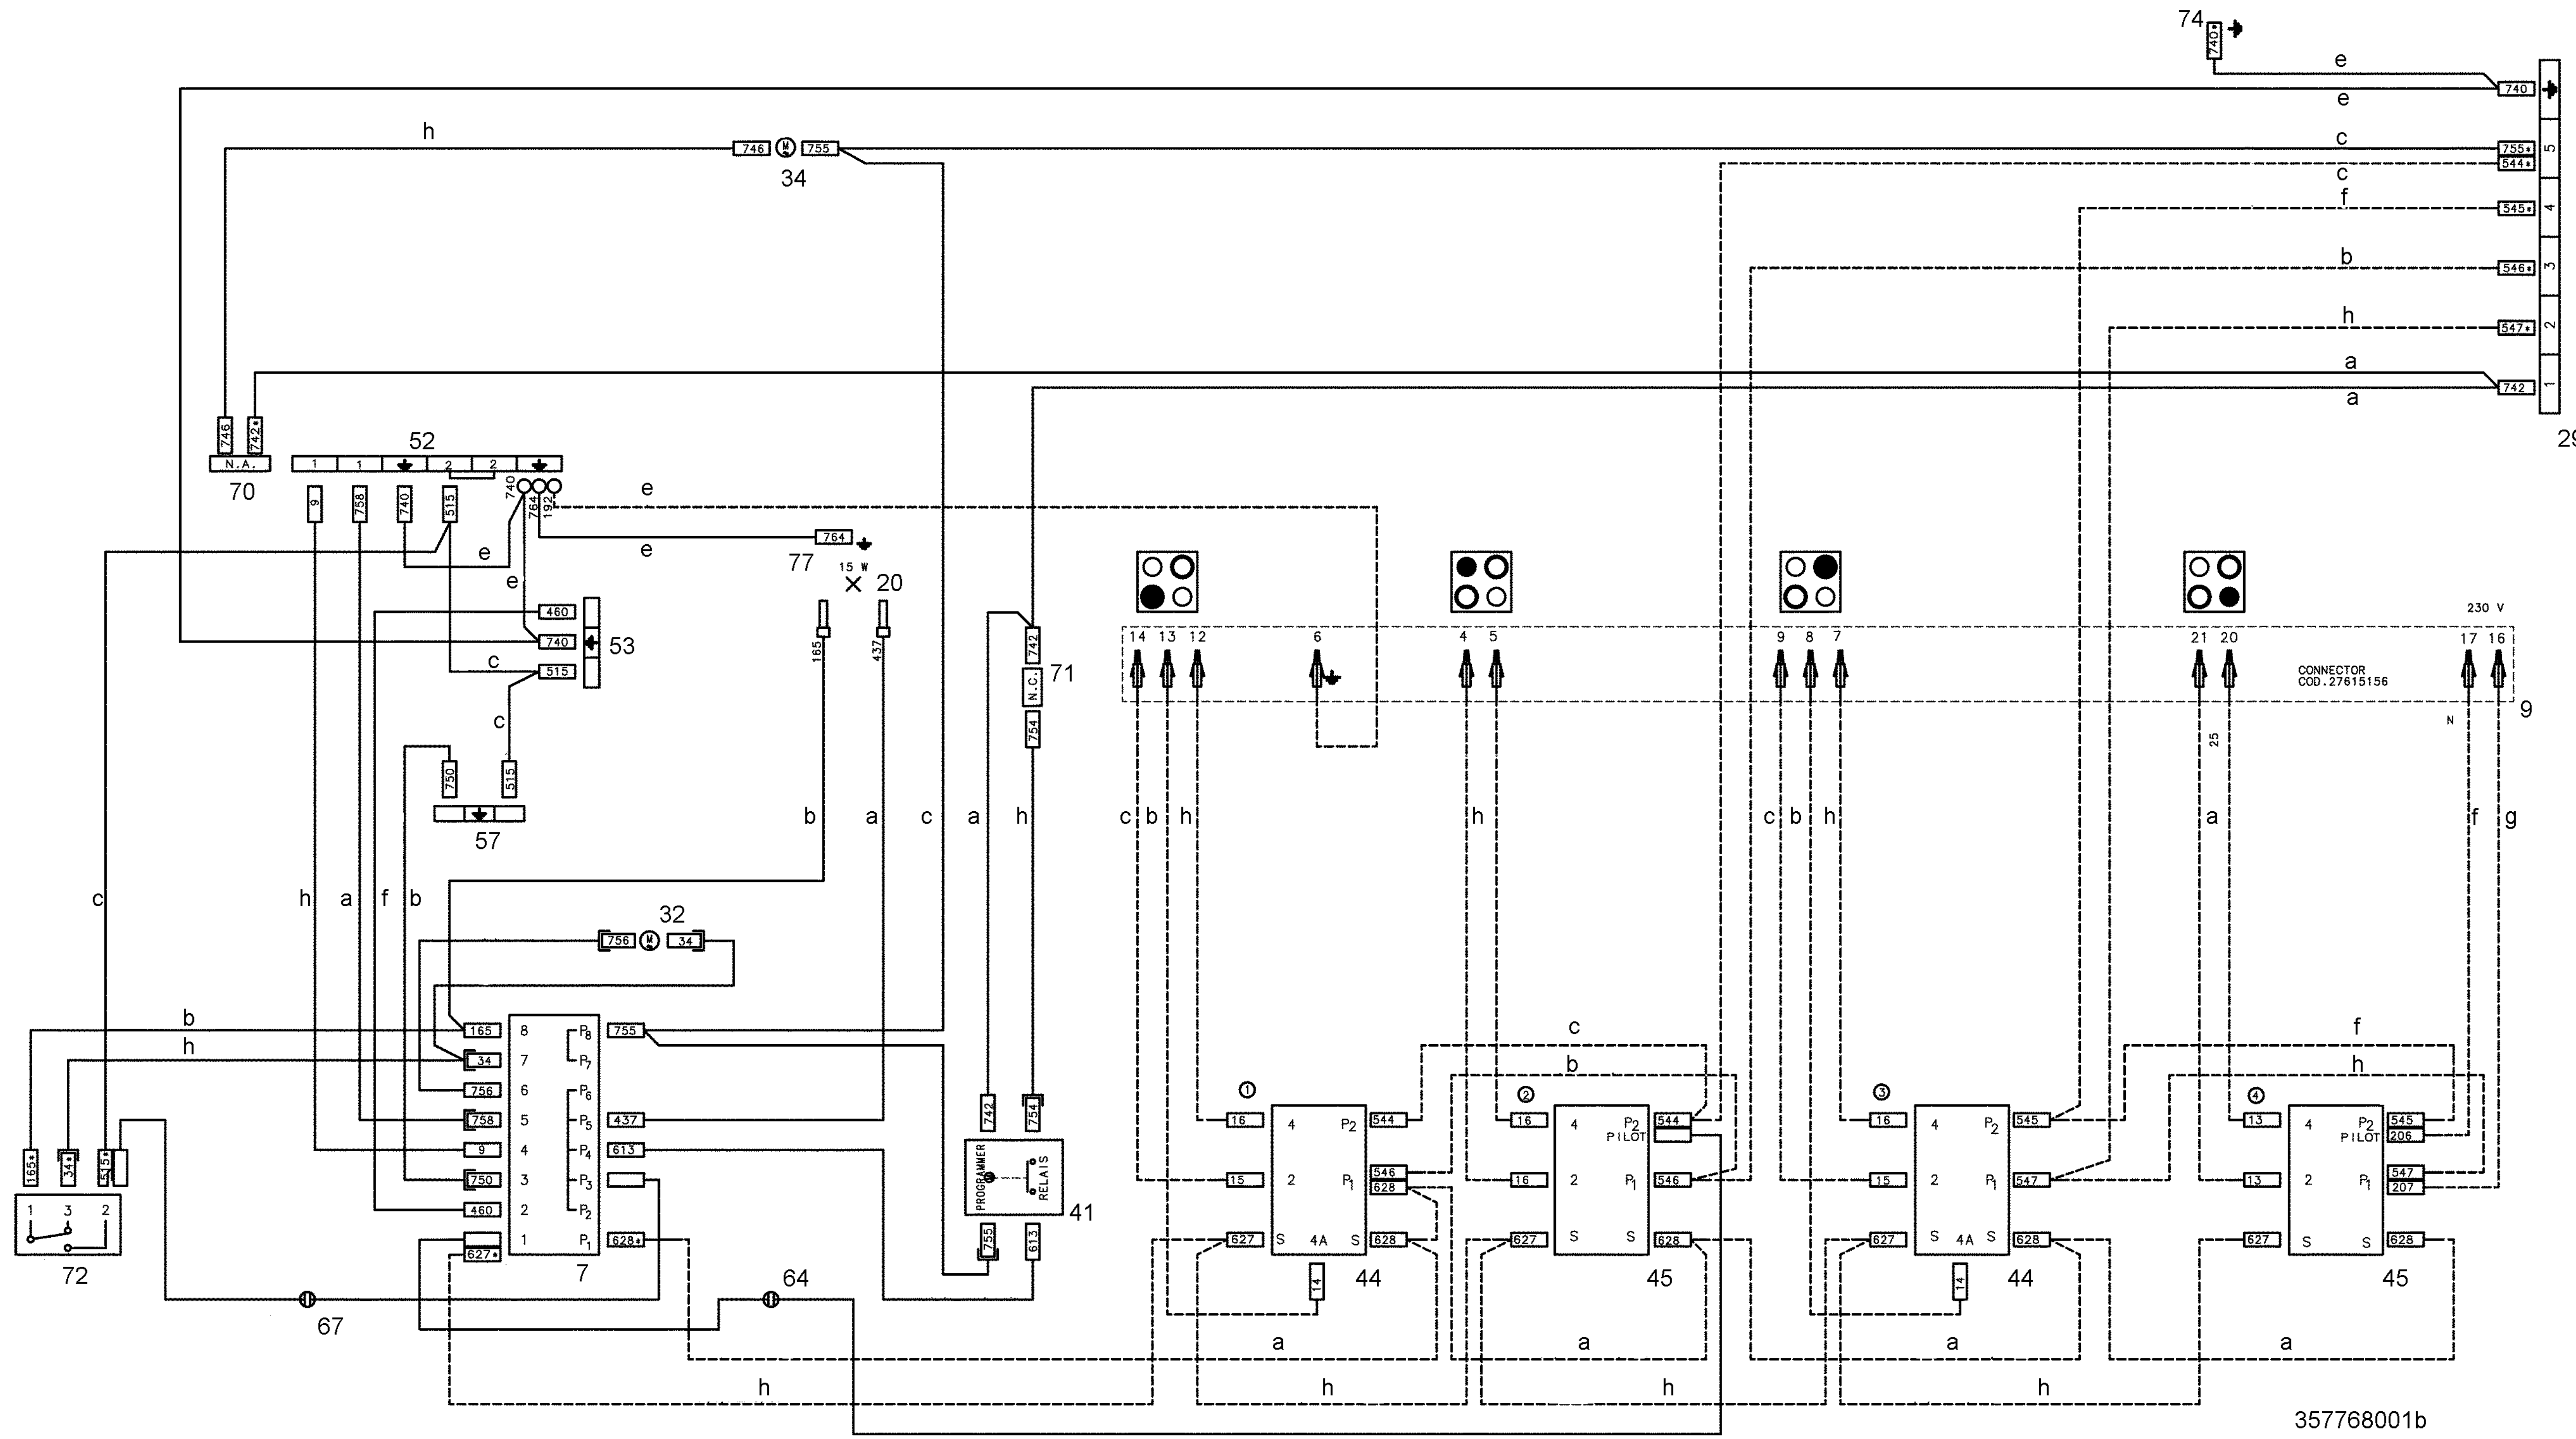 74
740*
e
740
e
h
746
M
755
34
c
755*
5
544*
c
f
545*
4
b
546*
3
h
547*
2
a
742
1
a
29
746
742*
N.A.
70
52
1
1
2
2
9
758
740
515
740
764
192
e
e
e
e
764
77
15 W
20
460
740
53
c
515
c
165
437
742
71
N.C.
754
750
515
57
230 V
14
13
12
6
4
5
9
8
7
21
20
17
16
CONNECTOR
COD.27615156
9
N
25
c
h
a
f
b
b
a
c
a
h
c
b
h
h
c
b
h
a
f
g
32
756
M
34
b
165
8
P8
755
h
34
7
P7
756
6
P6
758
5
P5
437
9
4
P4
613
750
3
P3
460
2
P2
1
P1
628*
627*
7
165*
34*
515*
1
3
2
72
67
64
742
754
PROGRAMMER
RELAIS
41
755
613
c
b
f
h
1
16
4
P2
544
546
15
2
P1
628
627
S
4A
S
628
14
44
2
16
4
P2
544
PILOT
16
2
P1
546
627
S
S
628
45
3
16
4
P2
545
15
2
P1
547
627
S
4A
S
628
14
44
4
13
4
P2
545
PILOT
206
547
13
2
P1
207
627
S
S
628
45
a
a
a
a
h
h
h
h
357768001b